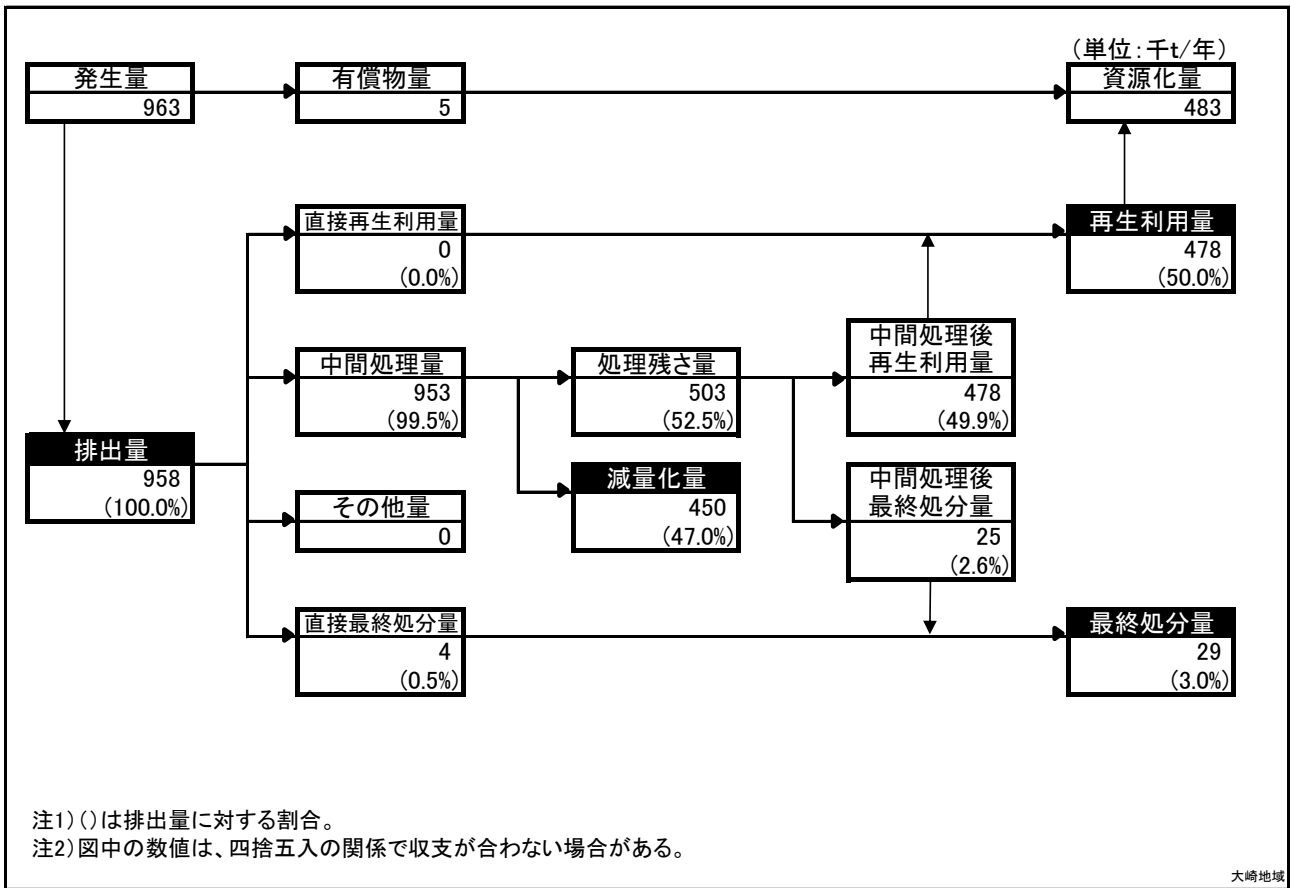 (単位:千t/年)
発生量
963
有償物量
5
資源化量
483
直接再生利用量
0
(0.0%)
再生利用量
478
(50.0%)
中間処理量
953
(99.5%)
処理残さ量
503
(52.5%)
中間処理後
再生利用量
478
(49.9%)
排出量
958
(100.0%)
減量化量
450
(47.0%)
中間処理後
最終処分量
25
(2.6%)
その他量
0
直接最終処分量
4
(0.5%)
最終処分量
29
(3.0%)
注1)()は排出量に対する割合。
注2)図中の数値は、四捨五入の関係で収支が合わない場合がある。
大崎地域